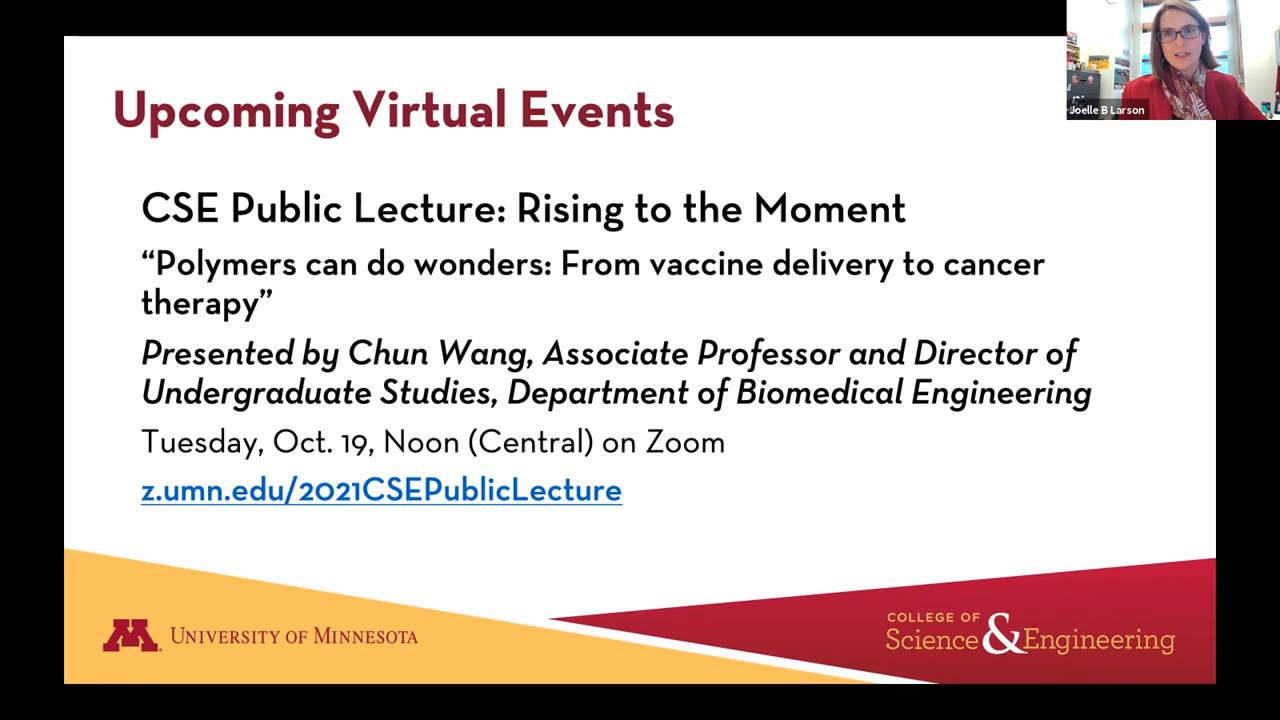 Upcoming Virtual Events
Joelle B Larson
CSE Public Lecture: Rising to the Moment
“Polymers can do wonders: From vaccine delivery to cancer
therapy”
Presented by Chun Wang, Associate Professor and Director of
Undergraduate Studies, Department of Biomedical Engineering
Tuesday, Oct. 19, Noon (Central) on Zoom
z.umn.edu/2021CSEPublicLecture
M
UNIVERSITY OF MINNESOTA
COLLEGE OF
Science & Engineering